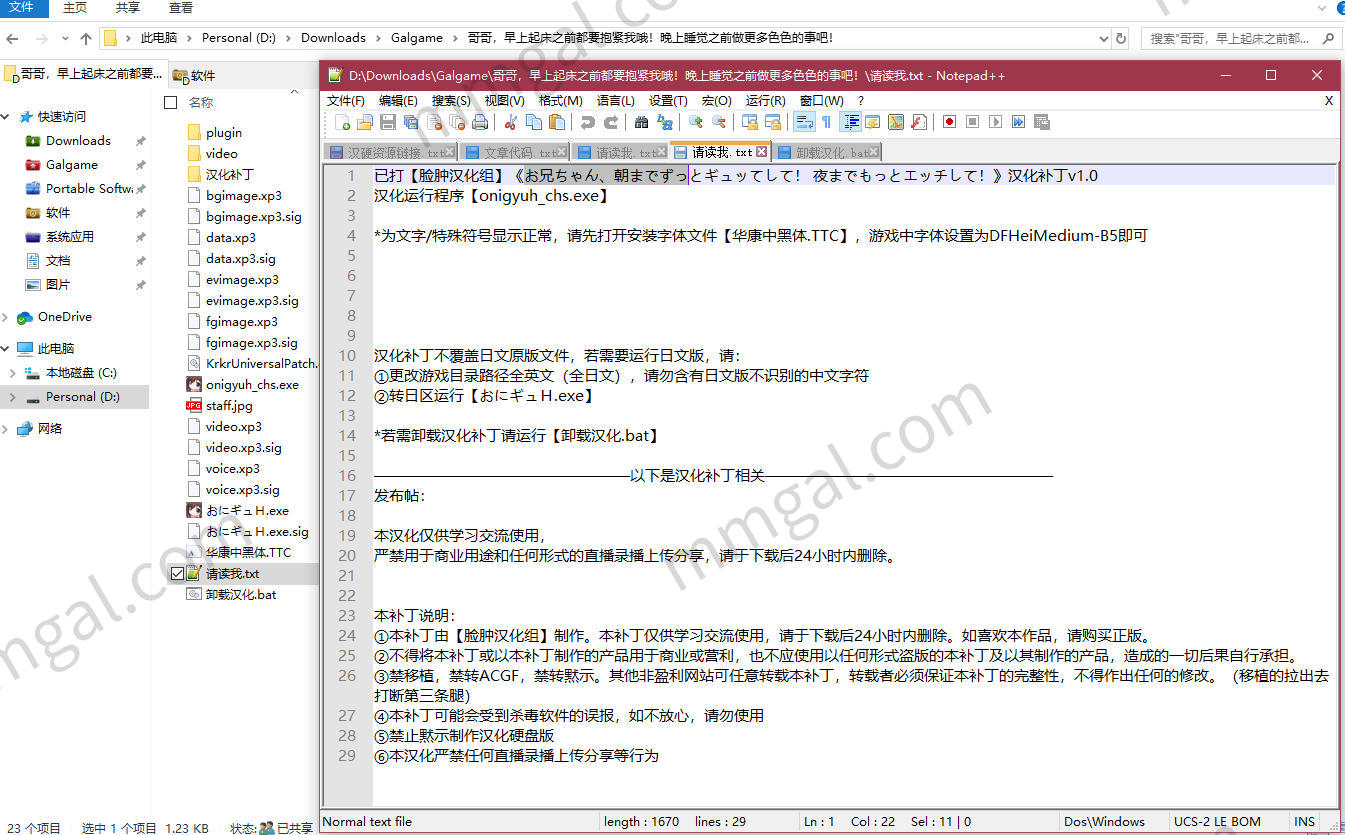 文件 主页 共享 查看
此电脑 › Personal (D:) › Downloads › Galgame › 哥哥，早上起床之前都要抱紧我哦！晚上睡觉之前做更多色色的事吧！
搜索"哥哥，早上起床之前都...
哥哥，早上起床之前都要...
软件
快速访问
Downloads
Galgame
Portable Softwa
软件
系统应用
文档
图片
OneDrive
此电脑
本地磁盘 (C:)
Personal (D:)
网络
名称
plugin
video
汉化补丁
bgimage.xp3
bgimage.xp3.sig
data.xp3
data.xp3.sig
evimage.xp3
evimage.xp3.sig
fgimage.xp3
fgimage.xp3.sig
KrkrUniversalPatch.
onigyuh_chs.exe
staff.jpg
video.xp3
video.xp3.sig
voice.xp3
voice.xp3.sig
おにギュH.exe
おにギュH.exe.sig
华康中黑体.TTC
请读我.txt
卸载汉化.bat
23 个项目 选中 1 个项目 1.23 KB 状态: 已共享
D:\Downloads\Galgame\哥哥，早上起床之前都要抱紧我哦！晚上睡觉之前做更多色色的事吧！\请读我.txt - Notepad++
文件(F) 编辑(E) 搜索(S) 视图(V) 格式(M) 语言(L) 设置(T) 宏(O) 运行(R) 窗口(W) ? X
汉硬资源链接.txt 文章代码.txt 请读我.txt 请读我.txt 卸载汉化.bat
1 已打【脸肿汉化组】《お兄ちゃん、朝までずっとギュッてして！ 夜までもっとエッチして！》汉化补丁v1.0
2 汉化运行程序【onigyuh_chs.exe】
3
4 *为文字/特殊符号显示正常，请先打开安装字体文件【华康中黑体.TTC】，游戏中字体设置为DFHeiMedium-B5即可
5
6
7
8
9
10 汉化补丁不覆盖日文原版文件，若需要运行日文版，请：
11 ①更改游戏目录路径全英文（全日文），请勿含有日文版不识别的中文字符
12 ②转日区运行【おにギュH.exe】
13
14 *若需卸载汉化补丁请运行【卸载汉化.bat】
15
16 ————————————————以下是汉化补丁相关——————————————————
17 发布帖：
18
19 本汉化仅供学习交流使用，
20 严禁用于商业用途和任何形式的直播录播上传分享，请于下载后24小时内删除。
21
22
23 本补丁说明：
24 ①本补丁由【脸肿汉化组】制作。本补丁仅供学习交流使用，请于下载后24小时内删除。如喜欢本作品，请购买正版。
25 ②不得将本补丁或以本补丁制作的产品用于商业或营利，也不应使用以任何形式盗版的本补丁及以其制作的产品，造成的一切后果自行承担。
26 ③禁移植，禁转ACGF，禁转黙示。其他非盈利网站可任意转载本补丁，转载者必须保证本补丁的完整性，不得作出任何的修改。（移植的拉出去
打断第三条腿）
27 ④本补丁可能会受到杀毒软件的误报，如不放心，请勿使用
28 ⑤禁止黙示制作汉化硬盘版
29 ⑥本汉化严禁任何直播录播上传分享等行为
Normal text file length : 1670 lines : 29 Ln : 1 Col : 22 Sel : 11 | 0 Dos\Windows UCS-2 LE BOM INS
mmgal.com
mmgal.com
mmgal.com